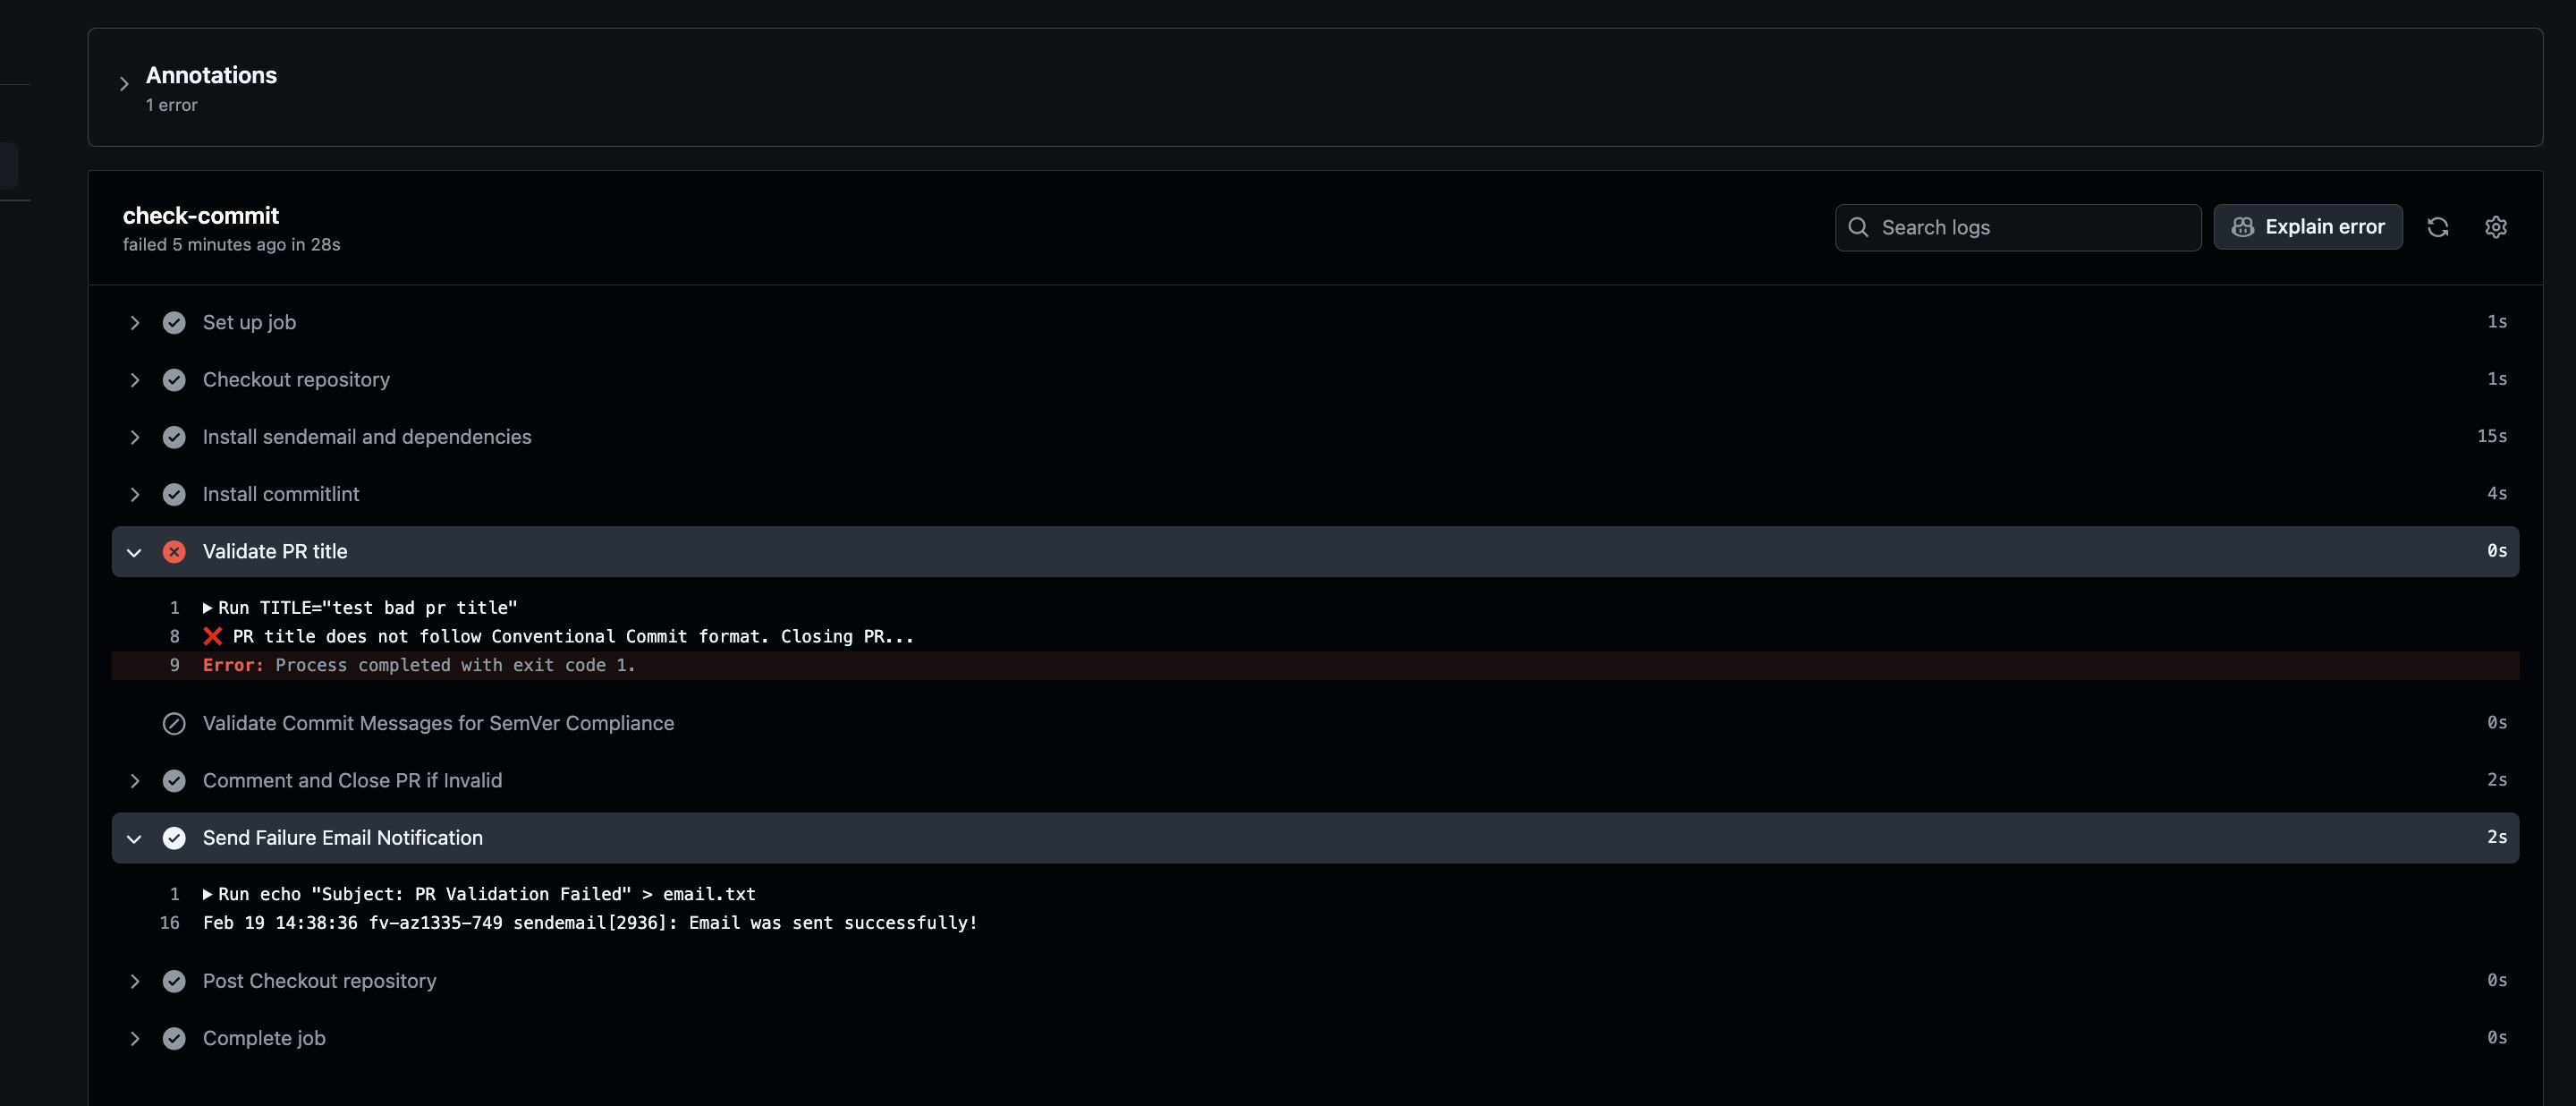 Annotations
1 error
check-commit
failed 5 minutes ago in 28s
Search logs
Explain error
Set up job 1s
Checkout repository 1s
Install sendemail and dependencies 15s
Install commitlint 4s
Validate PR title 0s
1 ▶ Run TITLE="test bad pr title"
8 ❌ PR title does not follow Conventional Commit format. Closing PR...
9 Error: Process completed with exit code 1.
Validate Commit Messages for SemVer Compliance 0s
Comment and Close PR if Invalid 2s
Send Failure Email Notification 2s
1 ▶ Run echo "Subject: PR Validation Failed" > email.txt
16 Feb 19 14:38:36 fv-az1335-749 sendemail[2936]: Email was sent successfully!
Post Checkout repository 0s
Complete job 0s